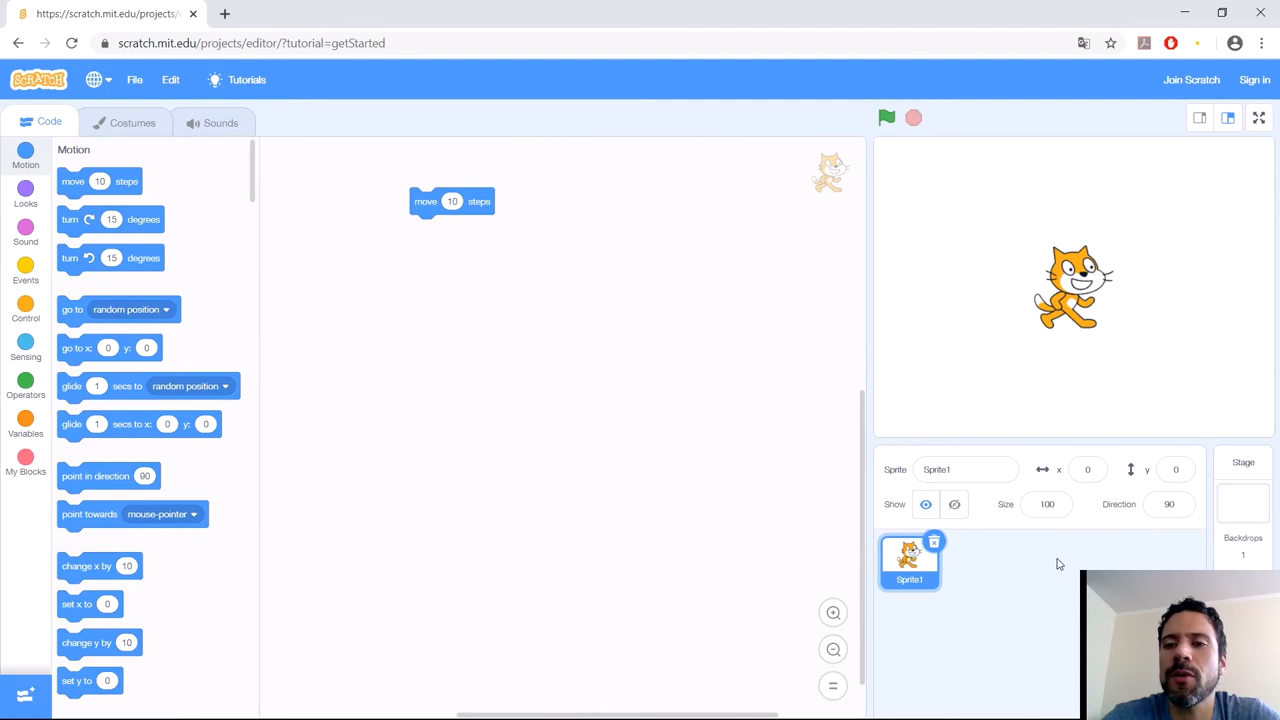 https://scratch.mit.edu/projects/e
scratch.mit.edu/projects/editor/?tutorial=getStarted
SCRATCH File Edit Tutorials Join Scratch Sign in
Code Costumes Sounds
Motion
Looks
Sound
Events
Control
Sensing
Operators
Variables
My Blocks
Motion
move 10 steps
turn 15 degrees
turn 15 degrees
go to random position
go to x: 0 y: 0
glide 1 secs to random position
glide 1 secs to x: 0 y: 0
point in direction 90
point towards mouse-pointer
change x by 10
set x to 0
change y by 10
set y to 0
move 10 steps
Sprite Sprite1 x 0 y 0
Show Size 100 Direction 90
Sprite1
Stage
Backdrops
1